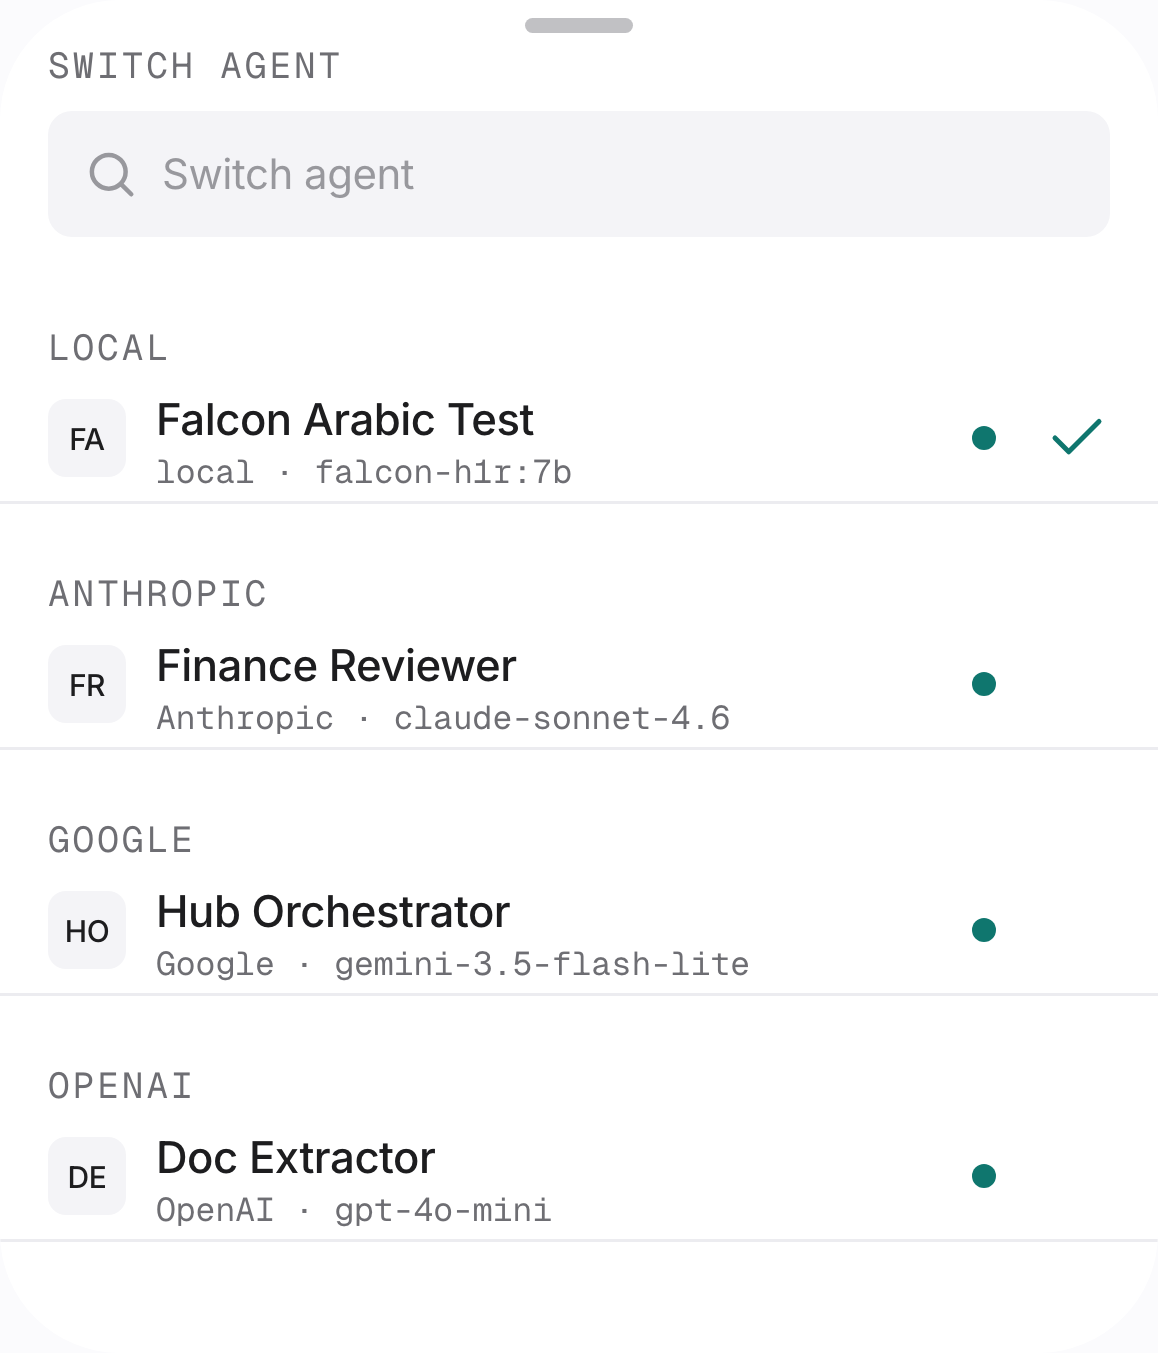 SWITCH AGENT
Switch agent
LOCAL
FA
Falcon Arabic Test
local · falcon-h1r:7b
ANTHROPIC
FR
Finance Reviewer
Anthropic · claude-sonnet-4.6
GOOGLE
HO
Hub Orchestrator
Google · gemini-3.5-flash-lite
OPENAI
DE
Doc Extractor
OpenAI · gpt-4o-mini